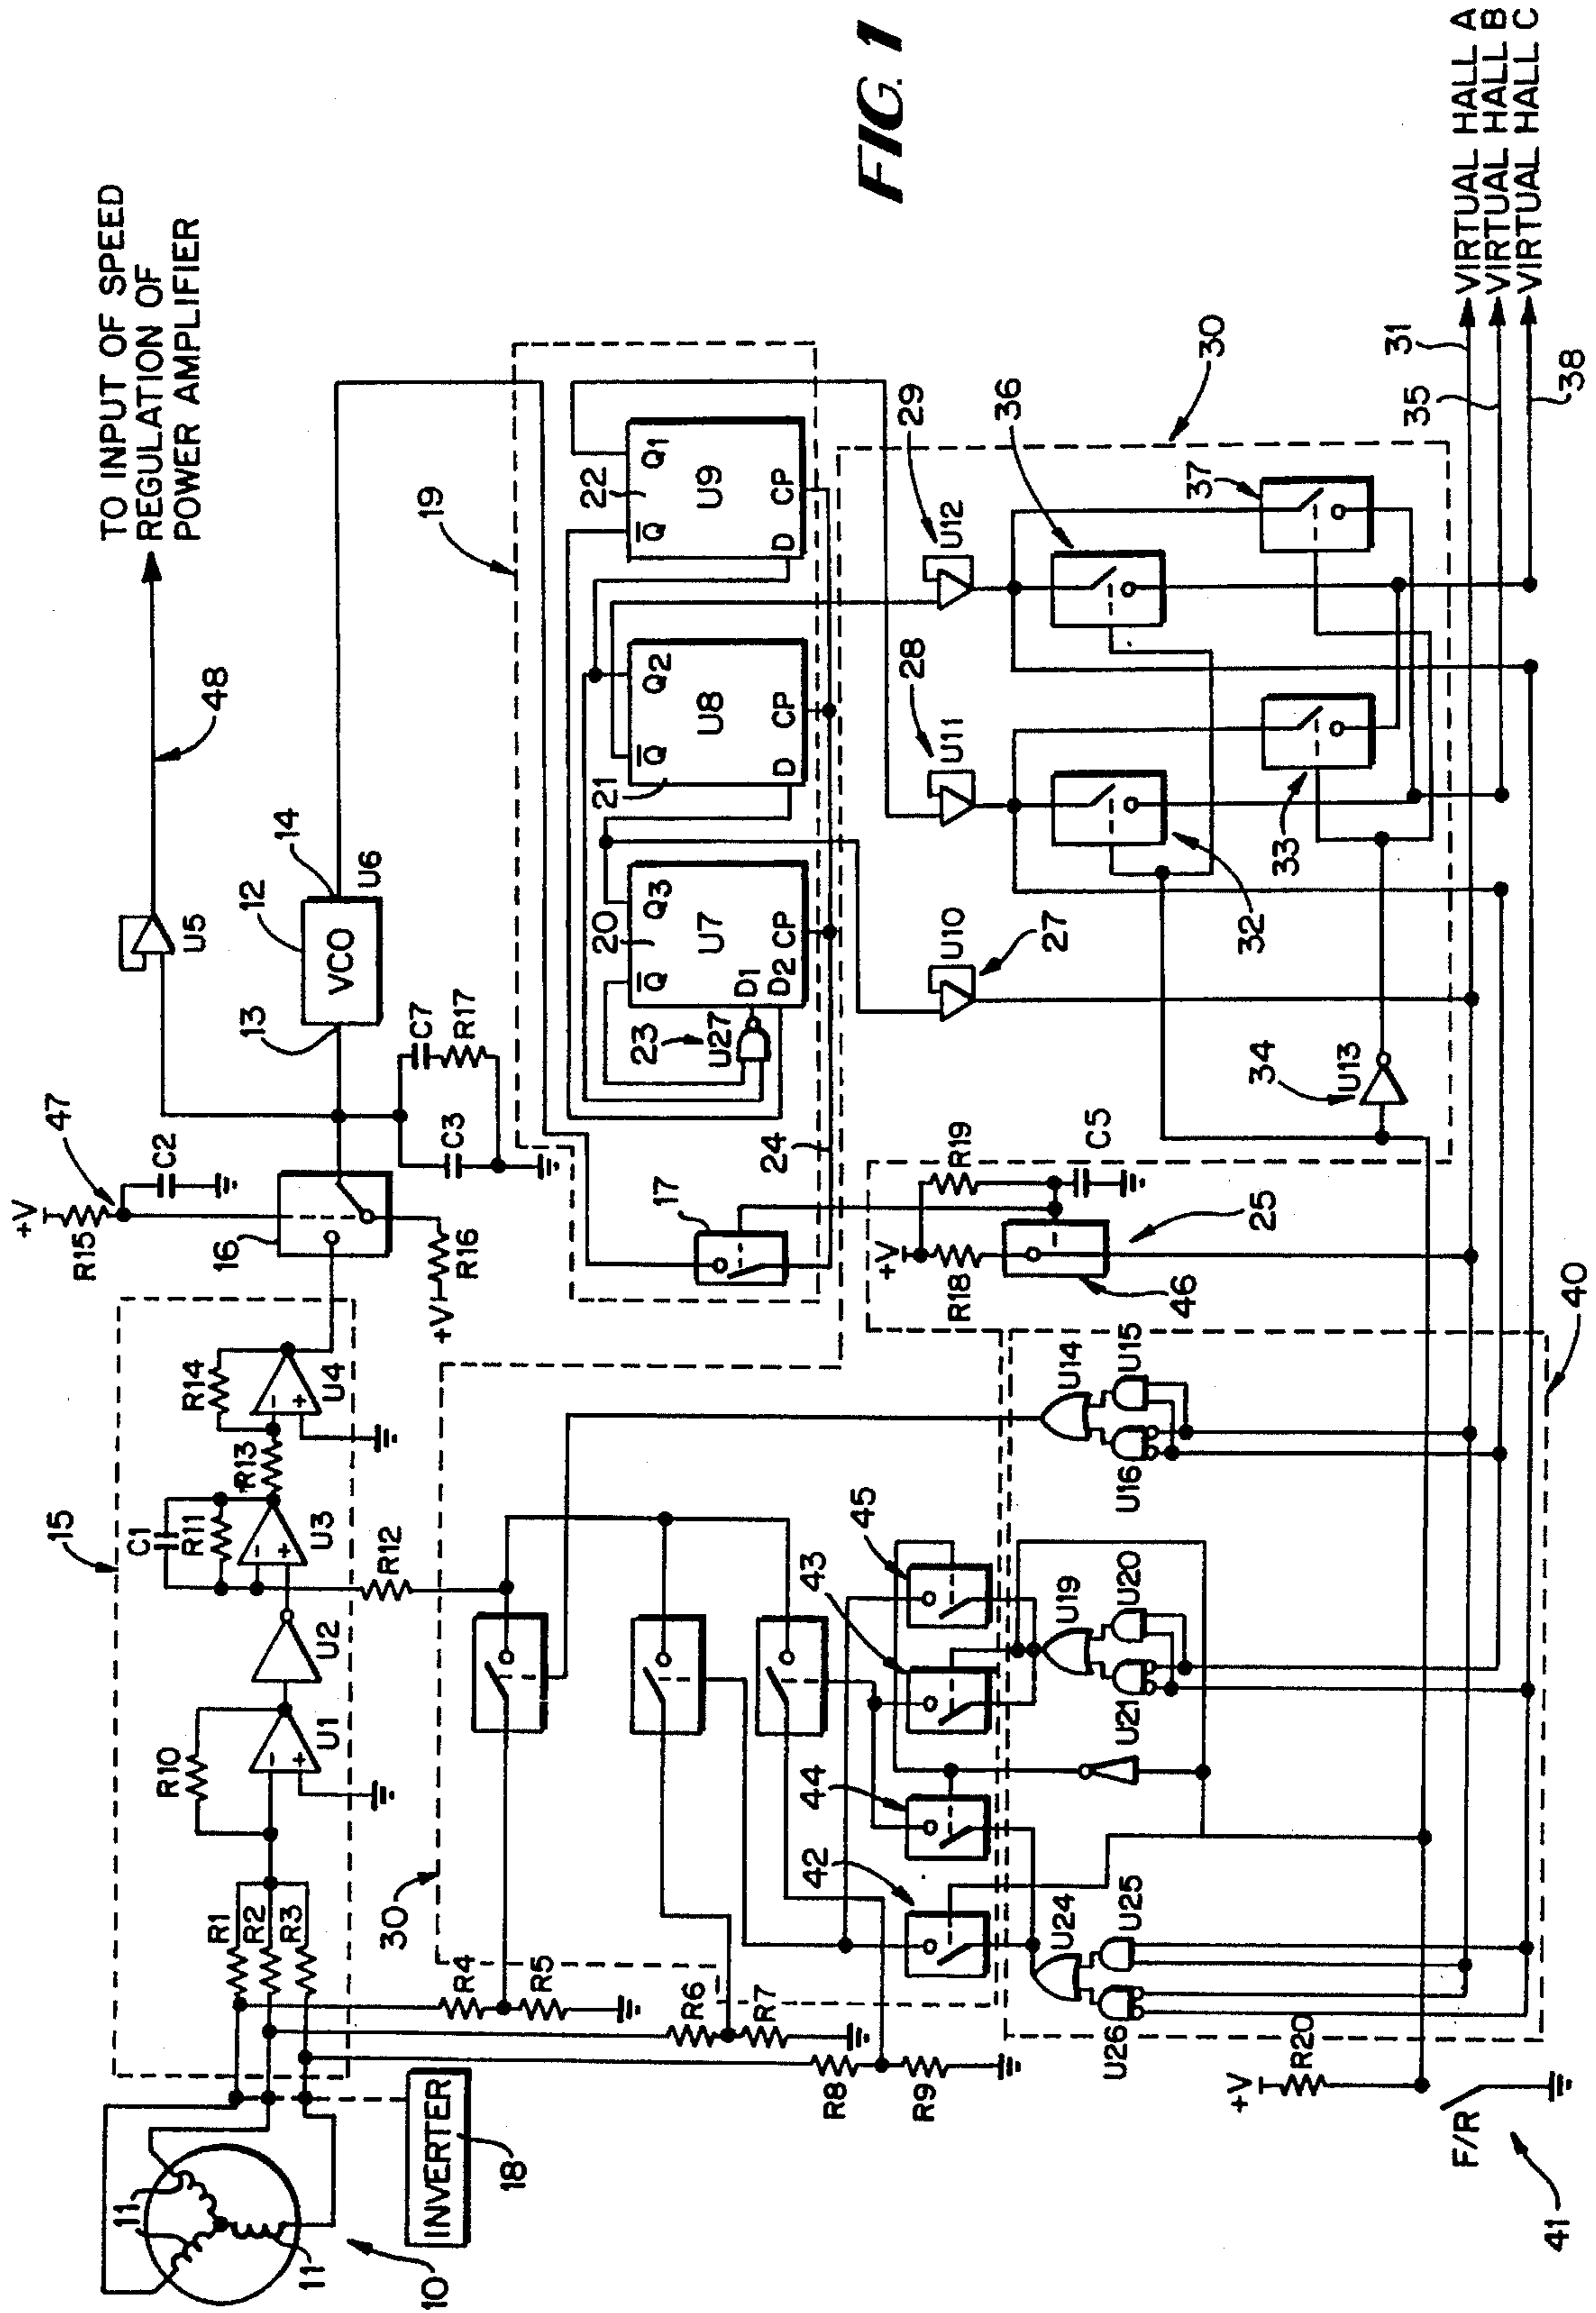 FIG. 1
TO INPUT OF SPEED
REGULATION OF
POWER AMPLIFIER
48
U5
47
+V
R15
C2
16
+V
R16
13
12
VCO
14
U6
C7
R17
C3
15
C1
R11
U3
R13
R14
U4
R12
R10
U1
U2
R1
R2
R3
11
11
11
10
INVERTER
18
R4
R5
R6
R7
R8
R9
30
19
20
Q̅
Q3
U7
D1
D2
CP
23
U27
21
Q̅
Q2
U8
D
CP
22
Q̅
Q1
U9
D
CP
17
24
27
U10
28
U11
29
U12
30
36
37
32
33
34
U13
+V
R18
R19
C5
25
46
42
44
43
45
U14
U15
U16
U19
U20
U21
U24
U25
U26
40
+V
R20
F/R
41
31
35
38
VIRTUAL HALL A
VIRTUAL HALL B
VIRTUAL HALL C